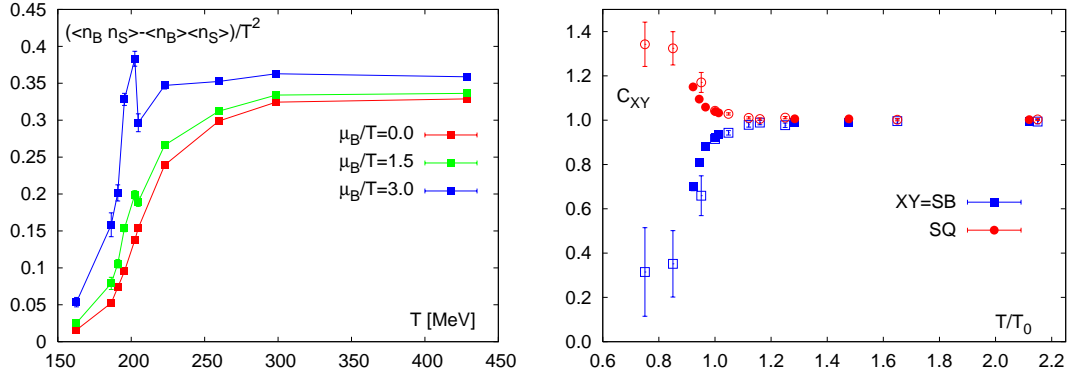 (<n_B n_S>-<n_B><n_S>)/T^2
0.45
0.4
0.35
0.3
0.25
0.2
0.15
0.1
0.05
0
μ_B/T=0.0
μ_B/T=1.5
μ_B/T=3.0
T [MeV]
150 200 250 300 350 400 450
1.4
1.2
1.0
0.8
0.6
0.4
0.2
0.0
C_XY
XY=SB
SQ
T/T_0
0.6 0.8 1.0 1.2 1.4 1.6 1.8 2.0 2.2